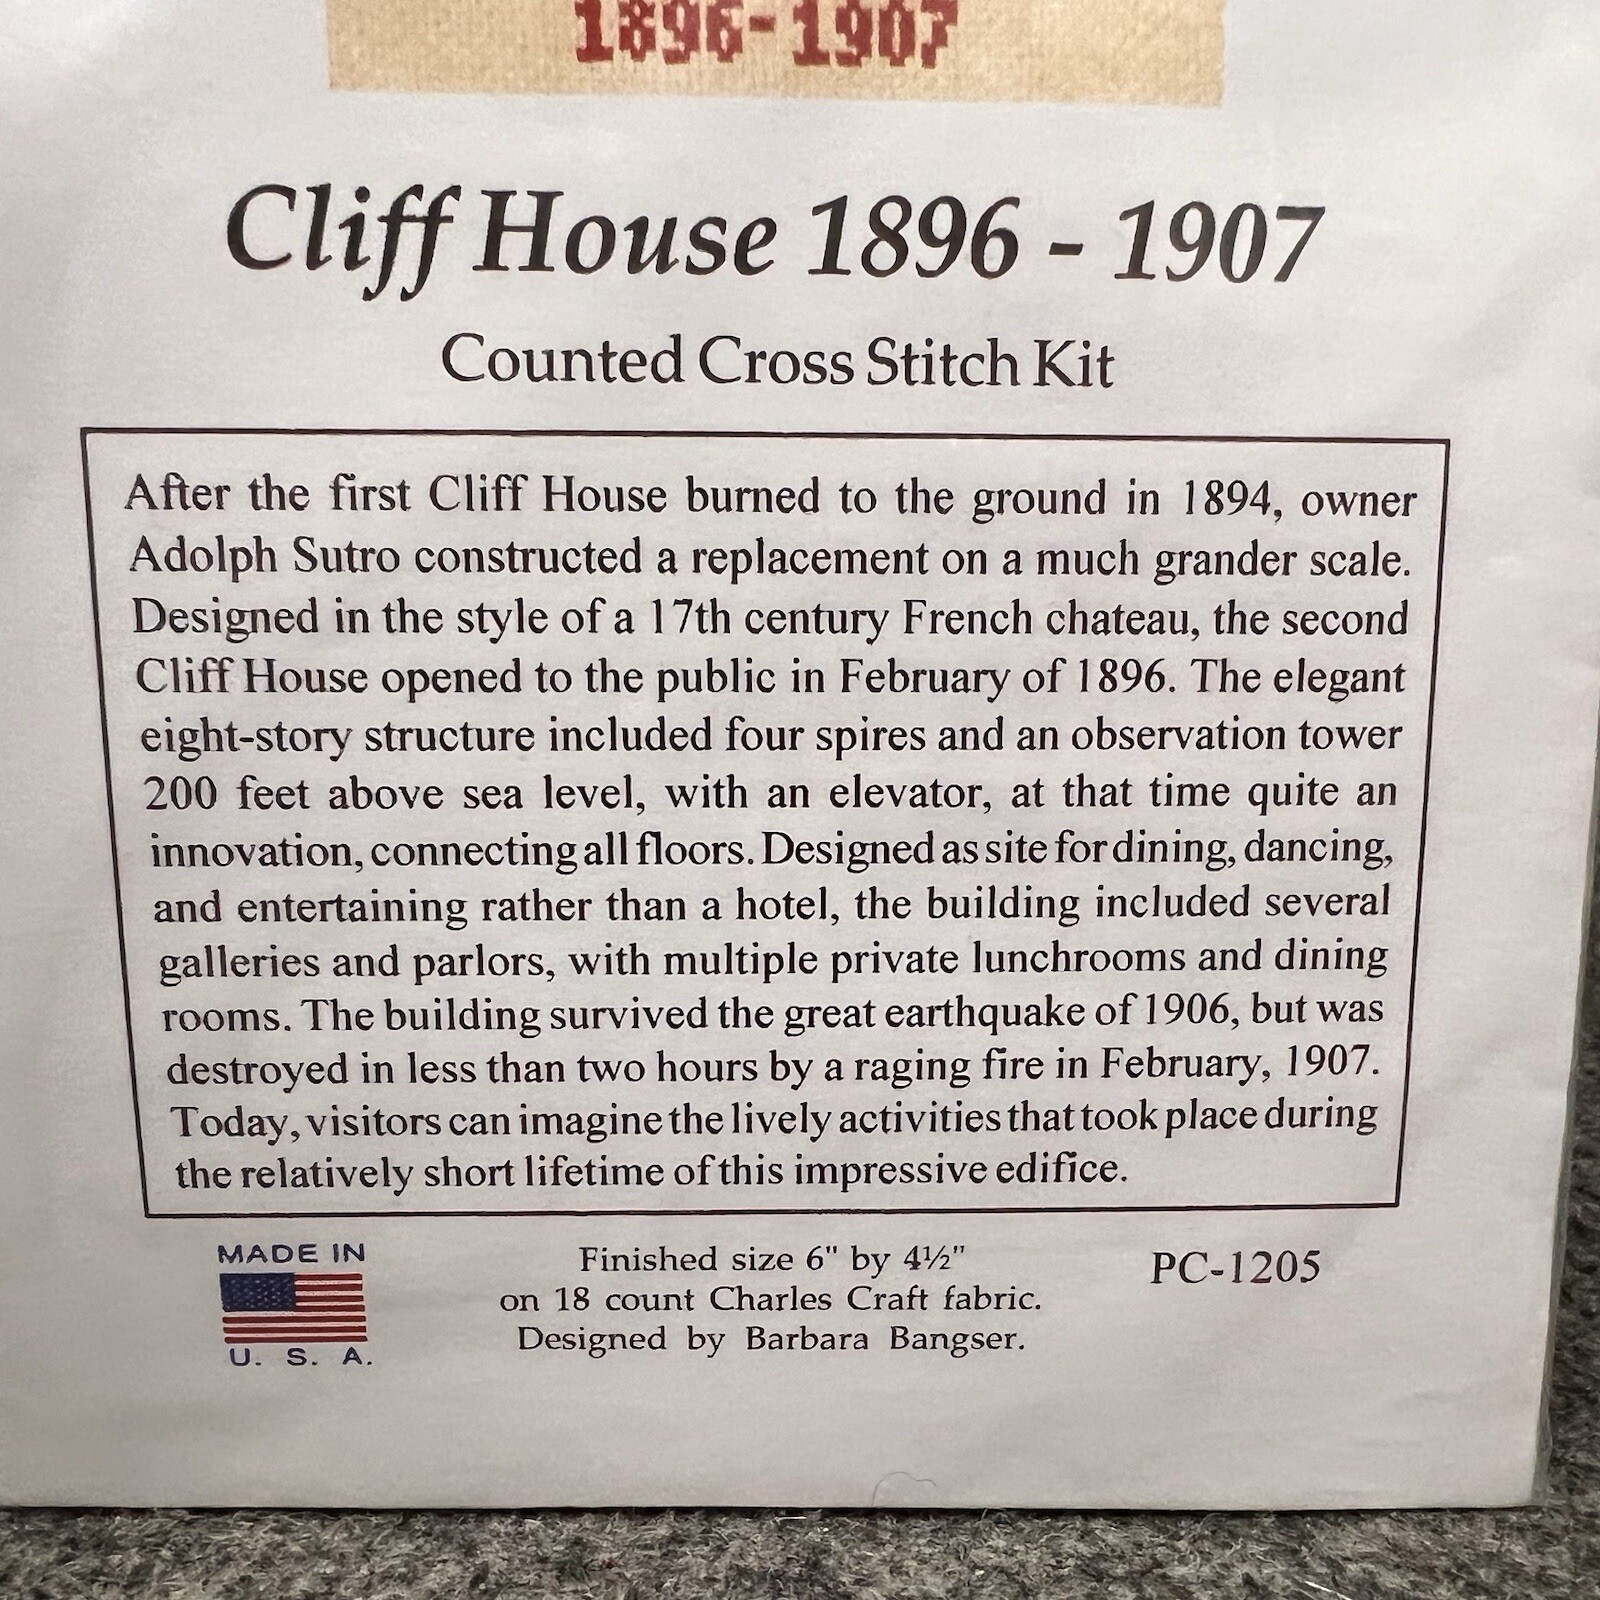 1896-1907
Cliff House 1896 - 1907
Counted Cross Stitch Kit
After the first Cliff House burned to the ground in 1894, owner
Adolph Sutro constructed a replacement on a much grander scale.
Designed in the style of a 17th century French chateau, the second
Cliff House opened to the public in February of 1896. The elegant
eight-story structure included four spires and an observation tower
200 feet above sea level, with an elevator, at that time quite an
innovation, connecting all floors. Designed as site for dining, dancing,
and entertaining rather than a hotel, the building included several
galleries and parlors, with multiple private lunchrooms and dining
rooms. The building survived the great earthquake of 1906, but was
destroyed in less than two hours by a raging fire in February, 1907.
Today, visitors can imagine the lively activities that took place during
the relatively short lifetime of this impressive edifice.
MADE IN
U. S. A.
Finished size 6" by 4½"
on 18 count Charles Craft fabric.
Designed by Barbara Bangser.
PC-1205